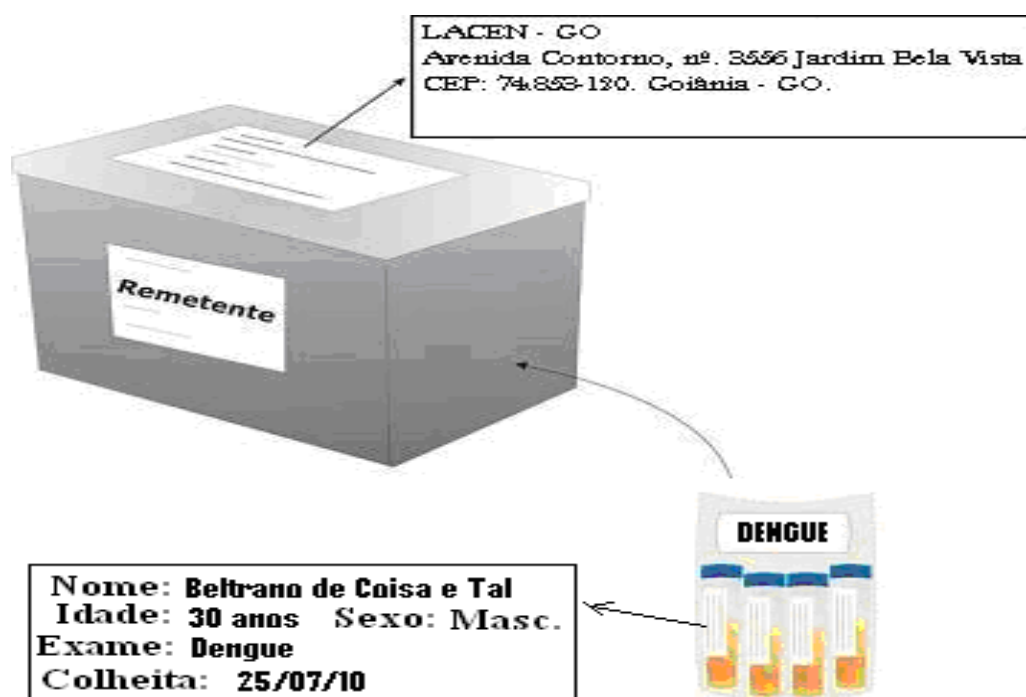 LACEN - GO
Avenida Contorno, nº. 3556 Jardim Bela Vista
CEP: 74.853-120. Goiânia - GO.
Remetente
DENGUE
Nome: Beltrano de Coisa e Tal
Idade: 30 anos Sexo: Masc.
Exame: Dengue
Colheita: 25/07/10